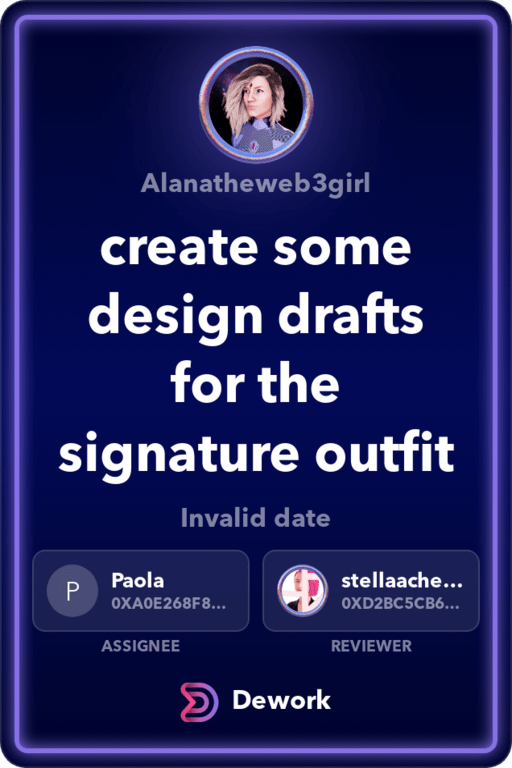 Alanatheweb3girl
create some
design drafts
for the
signature outfit
Invalid date
P
Paola
0XA0E268F8...
stellaache...
0XD2BC5CB6...
ASSIGNEE
REVIEWER
Dework